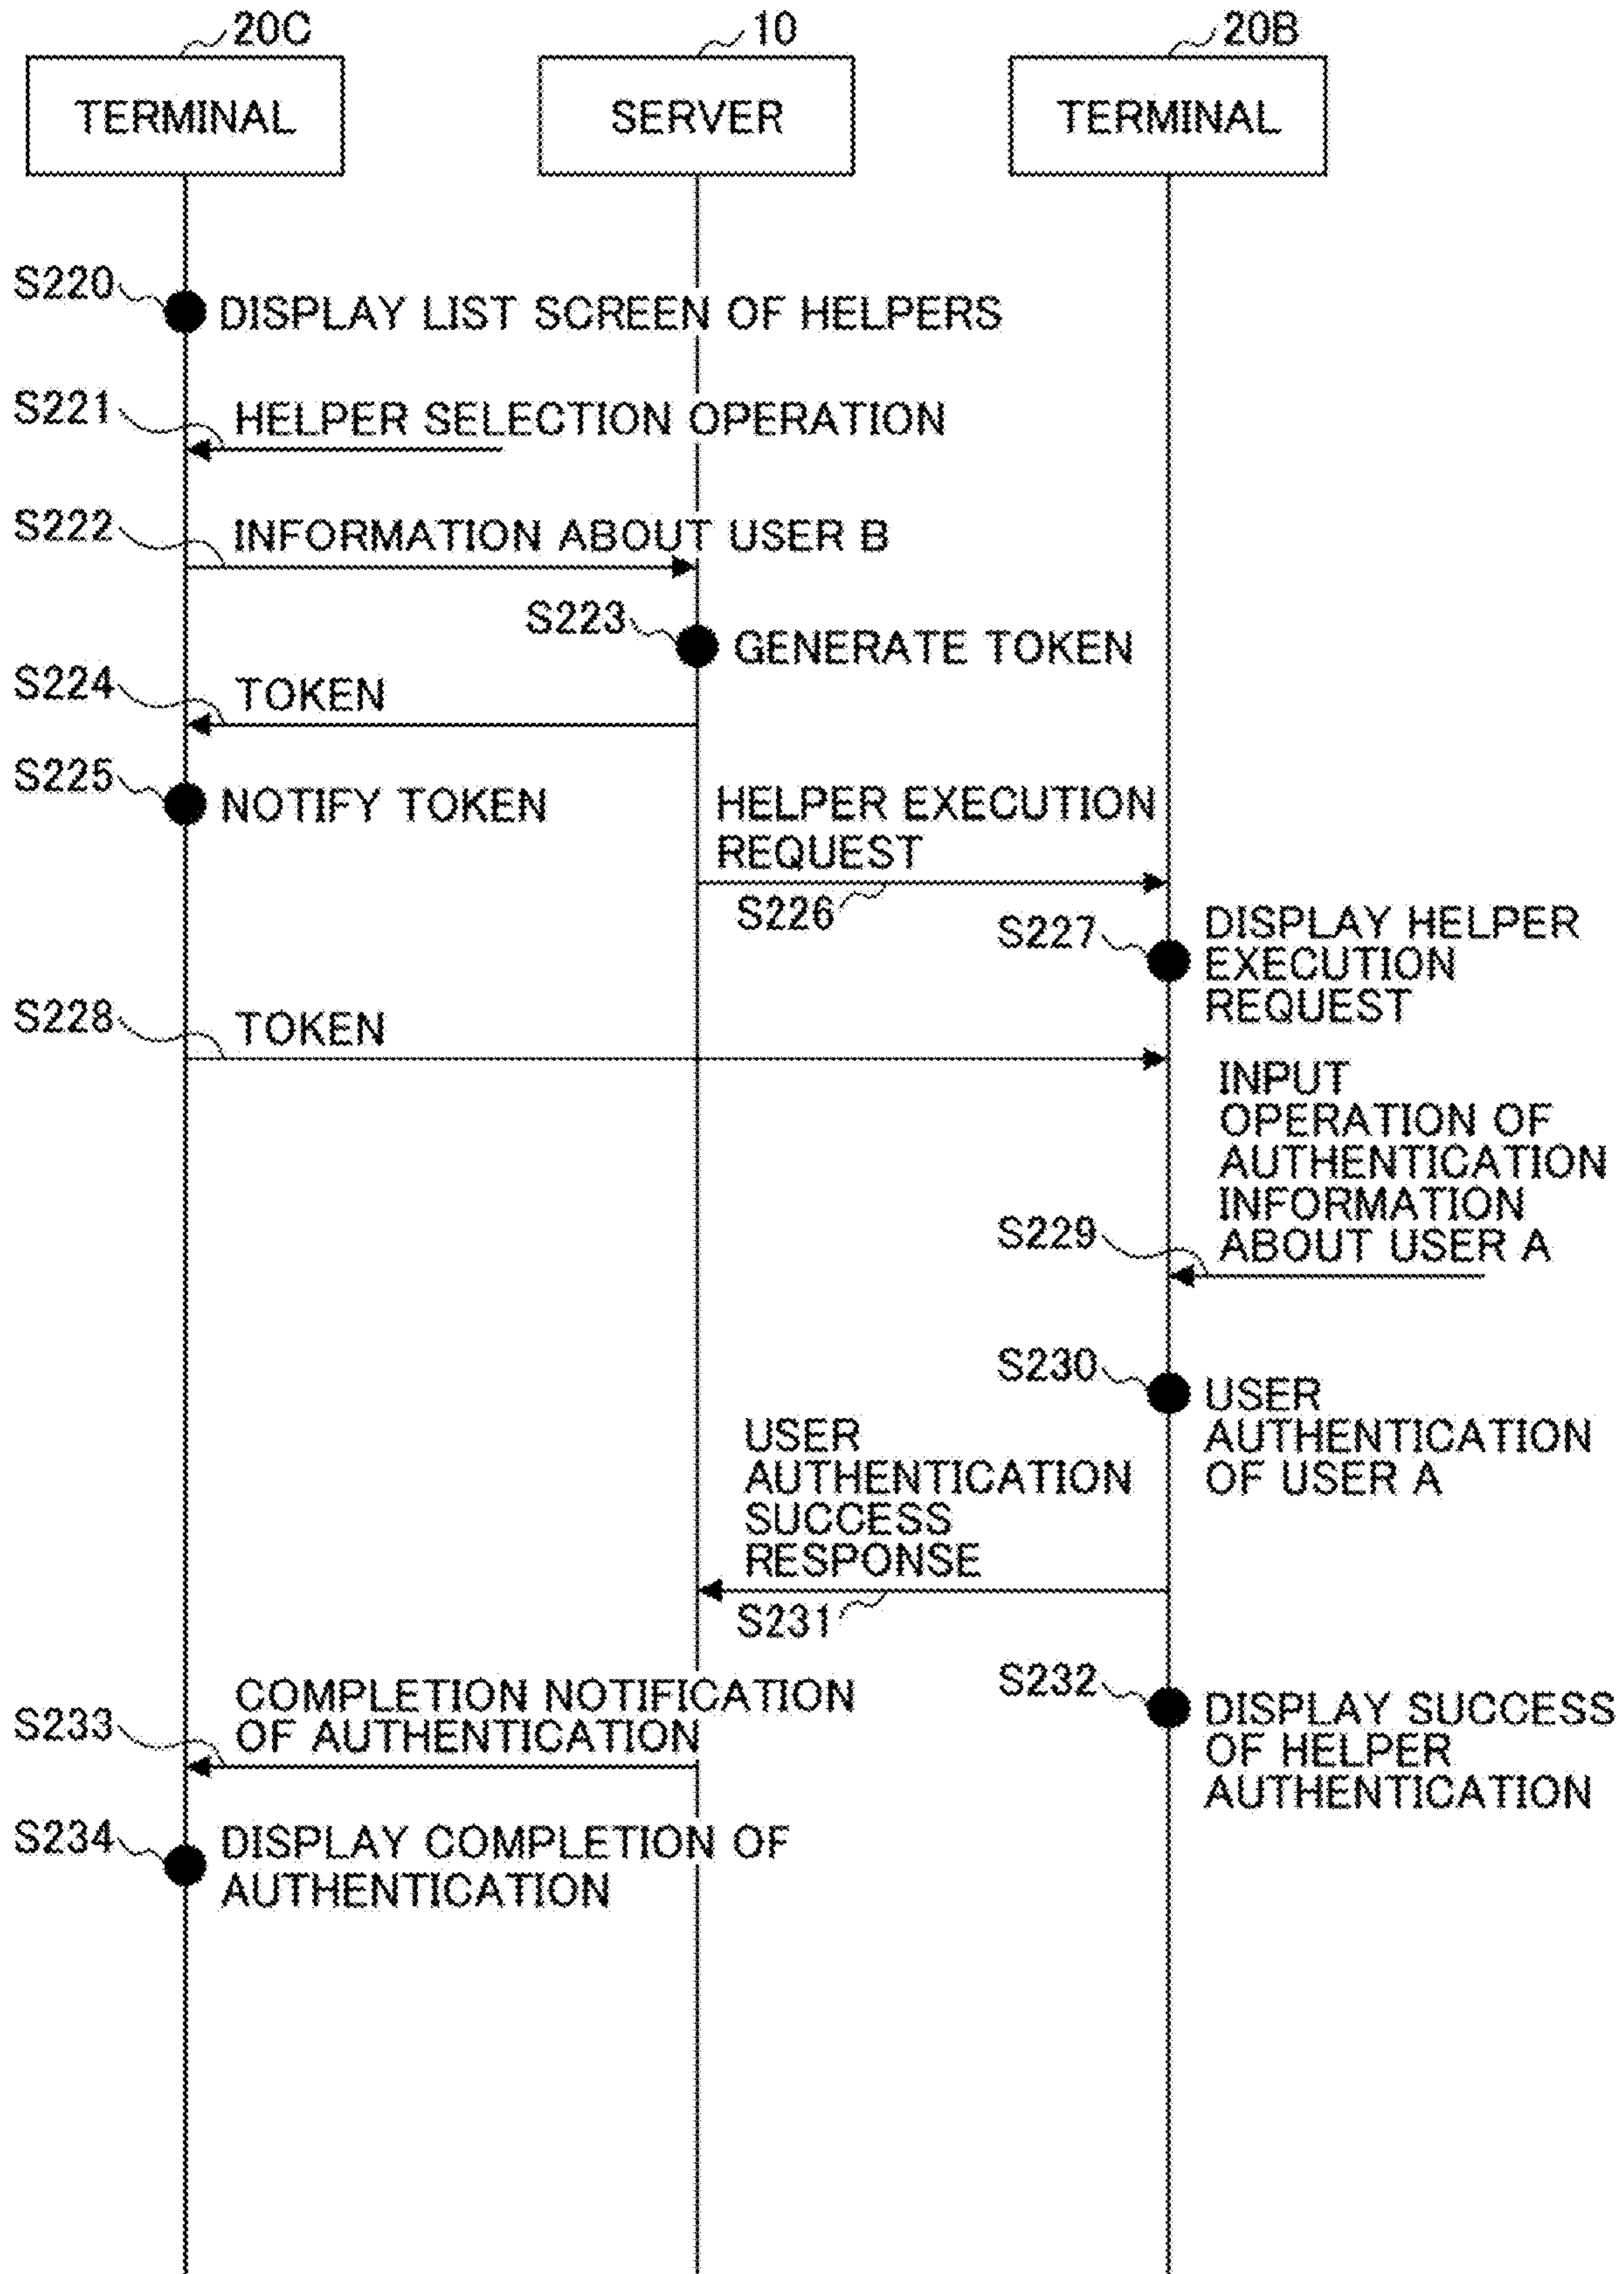 20C
10
20B
TERMINAL
SERVER
TERMINAL
S220
DISPLAY LIST SCREEN OF HELPERS
S221
HELPER SELECTION OPERATION
S222
INFORMATION ABOUT USER B
S223
GENERATE TOKEN
S224
TOKEN
S225
NOTIFY TOKEN
HELPER EXECUTION
REQUEST
S226
S227
DISPLAY HELPER
EXECUTION
REQUEST
S228
TOKEN
INPUT
OPERATION OF
AUTHENTICATION
INFORMATION
ABOUT USER A
S229
S230
USER
AUTHENTICATION
OF USER A
USER
AUTHENTICATION
SUCCESS
RESPONSE
S231
S232
DISPLAY SUCCESS
OF HELPER
AUTHENTICATION
COMPLETION NOTIFICATION
OF AUTHENTICATION
S233
S234
DISPLAY COMPLETION OF
AUTHENTICATION